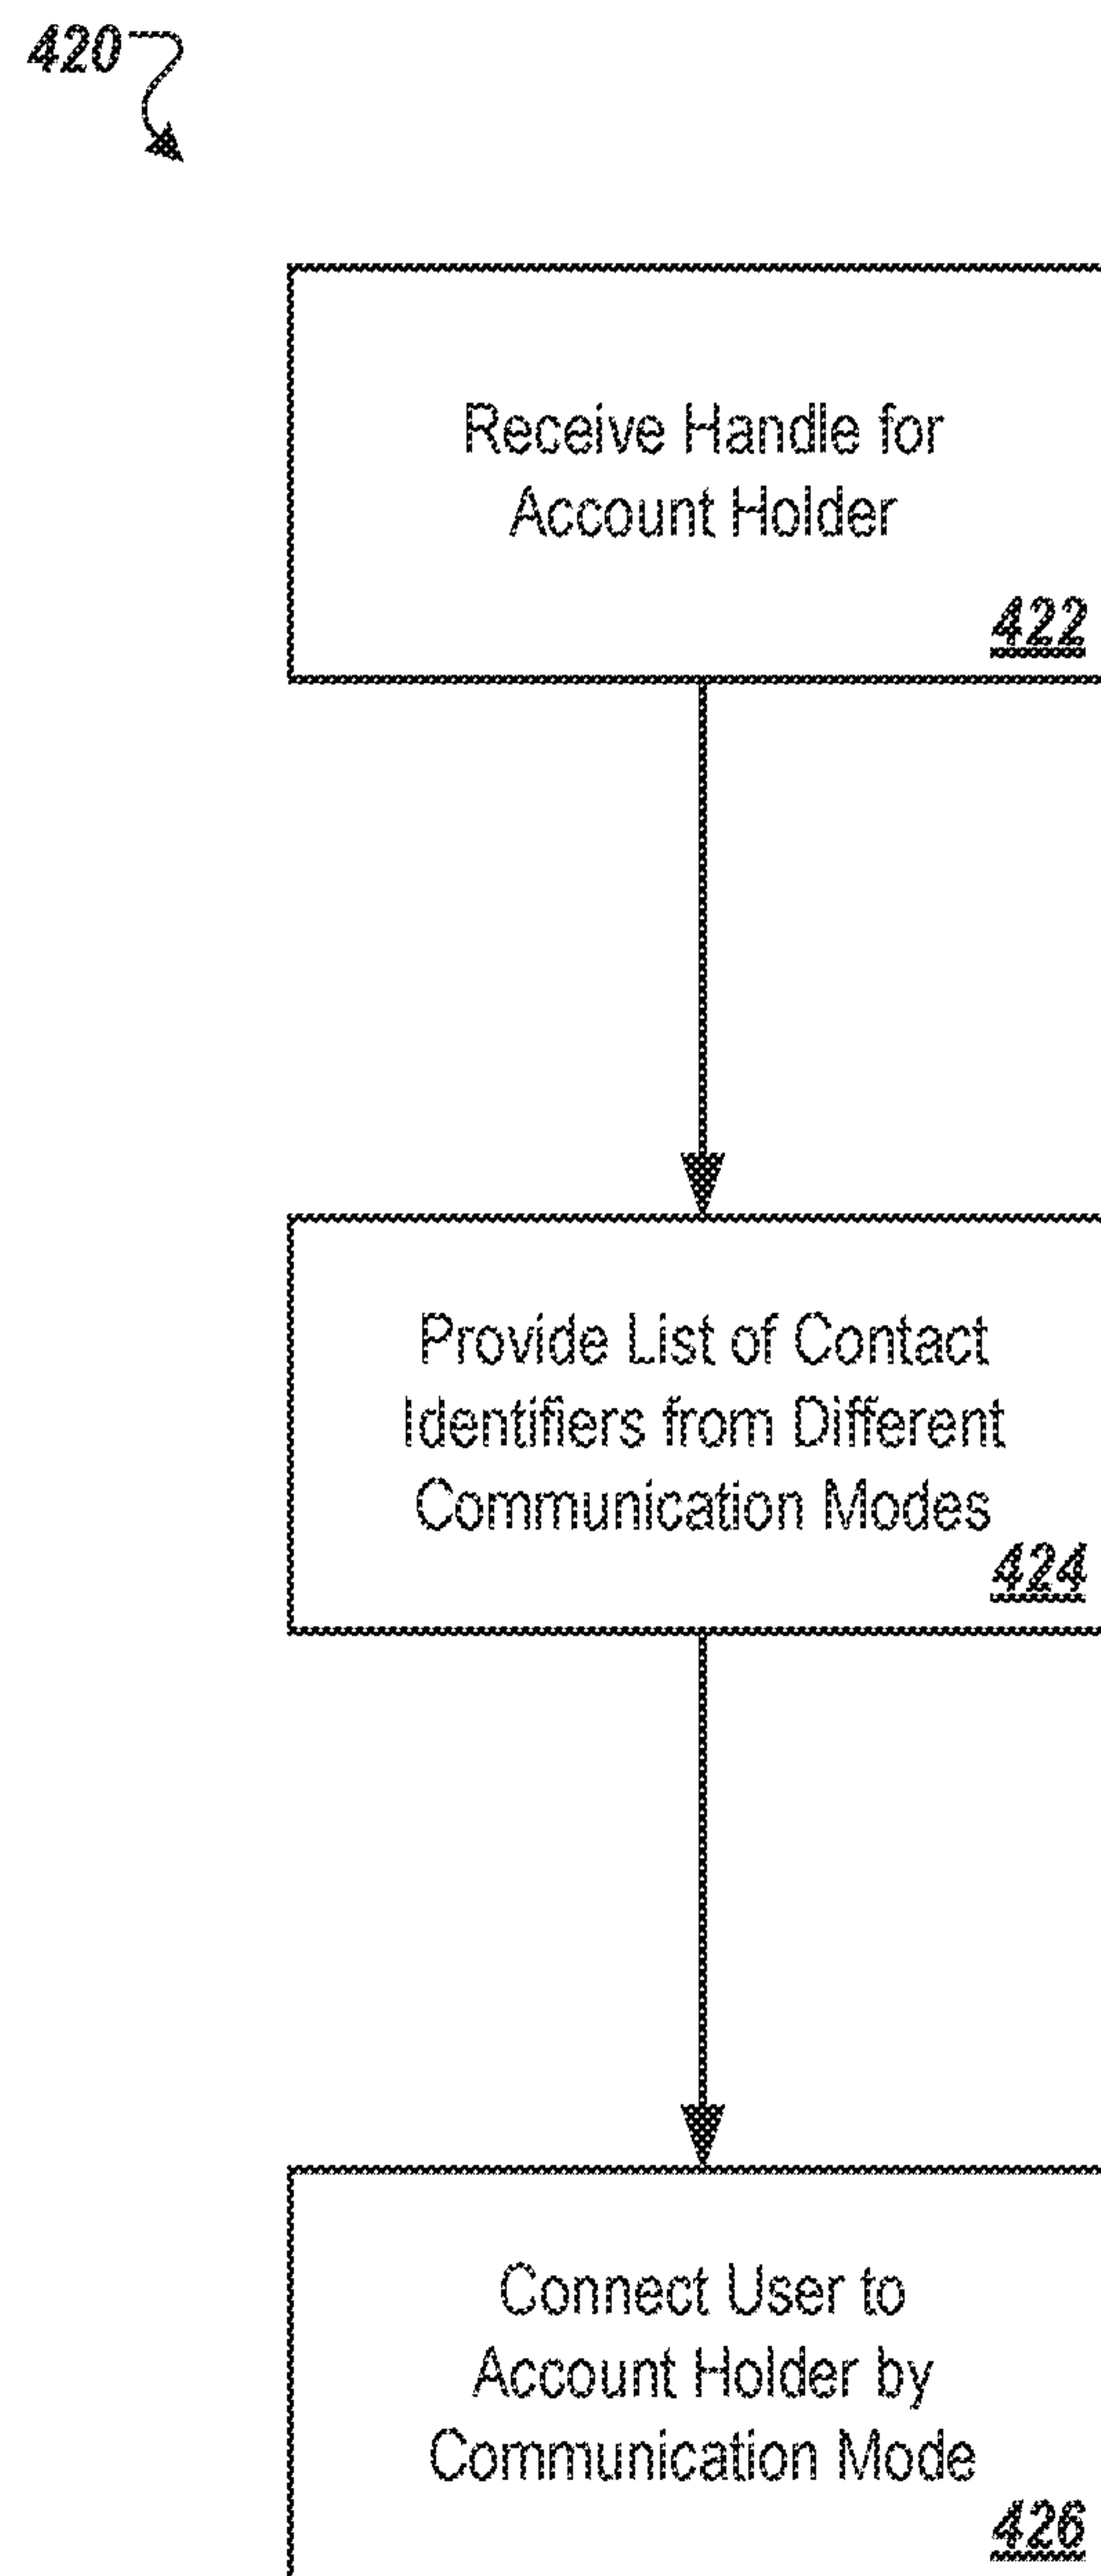 420
Receive Handle for
Account Holder
422
Provide List of Contact
Identifiers from Different
Communication Modes
424
Connect User to
Account Holder by
Communication Mode
426